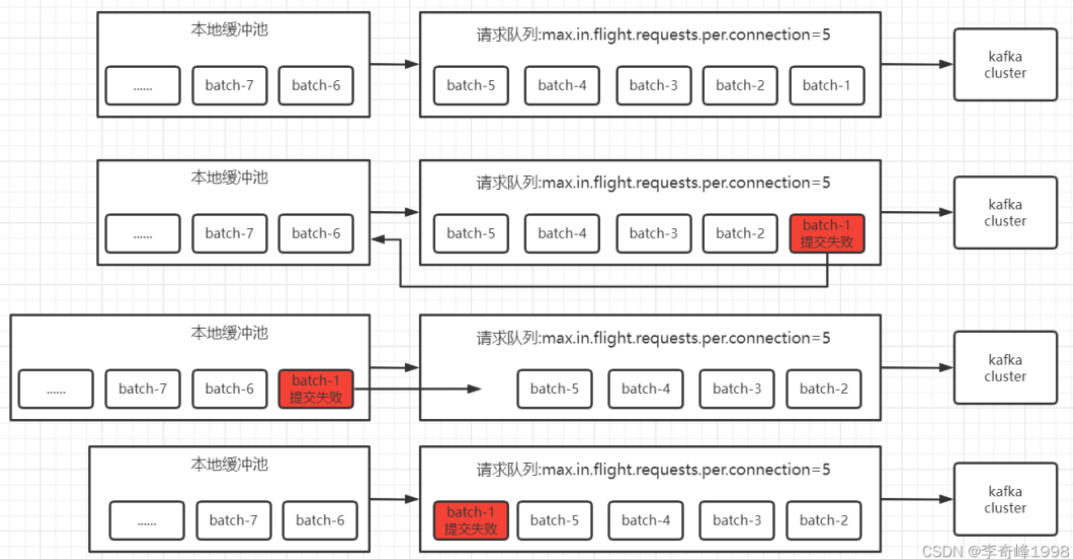 本地缓冲池
请求队列:max.in.flight.requests.per.connection=5
...... batch-7 batch-6
batch-5 batch-4 batch-3 batch-2 batch-1
kafka
cluster
本地缓冲池
请求队列:max.in.flight.requests.per.connection=5
...... batch-7 batch-6
batch-5 batch-4 batch-3 batch-2
batch-1
提交失败
kafka
cluster
本地缓冲池
请求队列:max.in.flight.requests.per.connection=5
...... batch-7 batch-6
batch-1
提交失败
batch-5 batch-4 batch-3 batch-2
kafka
cluster
本地缓冲池
请求队列:max.in.flight.requests.per.connection=5
...... batch-7 batch-6
batch-1
提交失败
batch-5 batch-4 batch-3 batch-2
kafka
cluster
CSDN @李奇峰1998